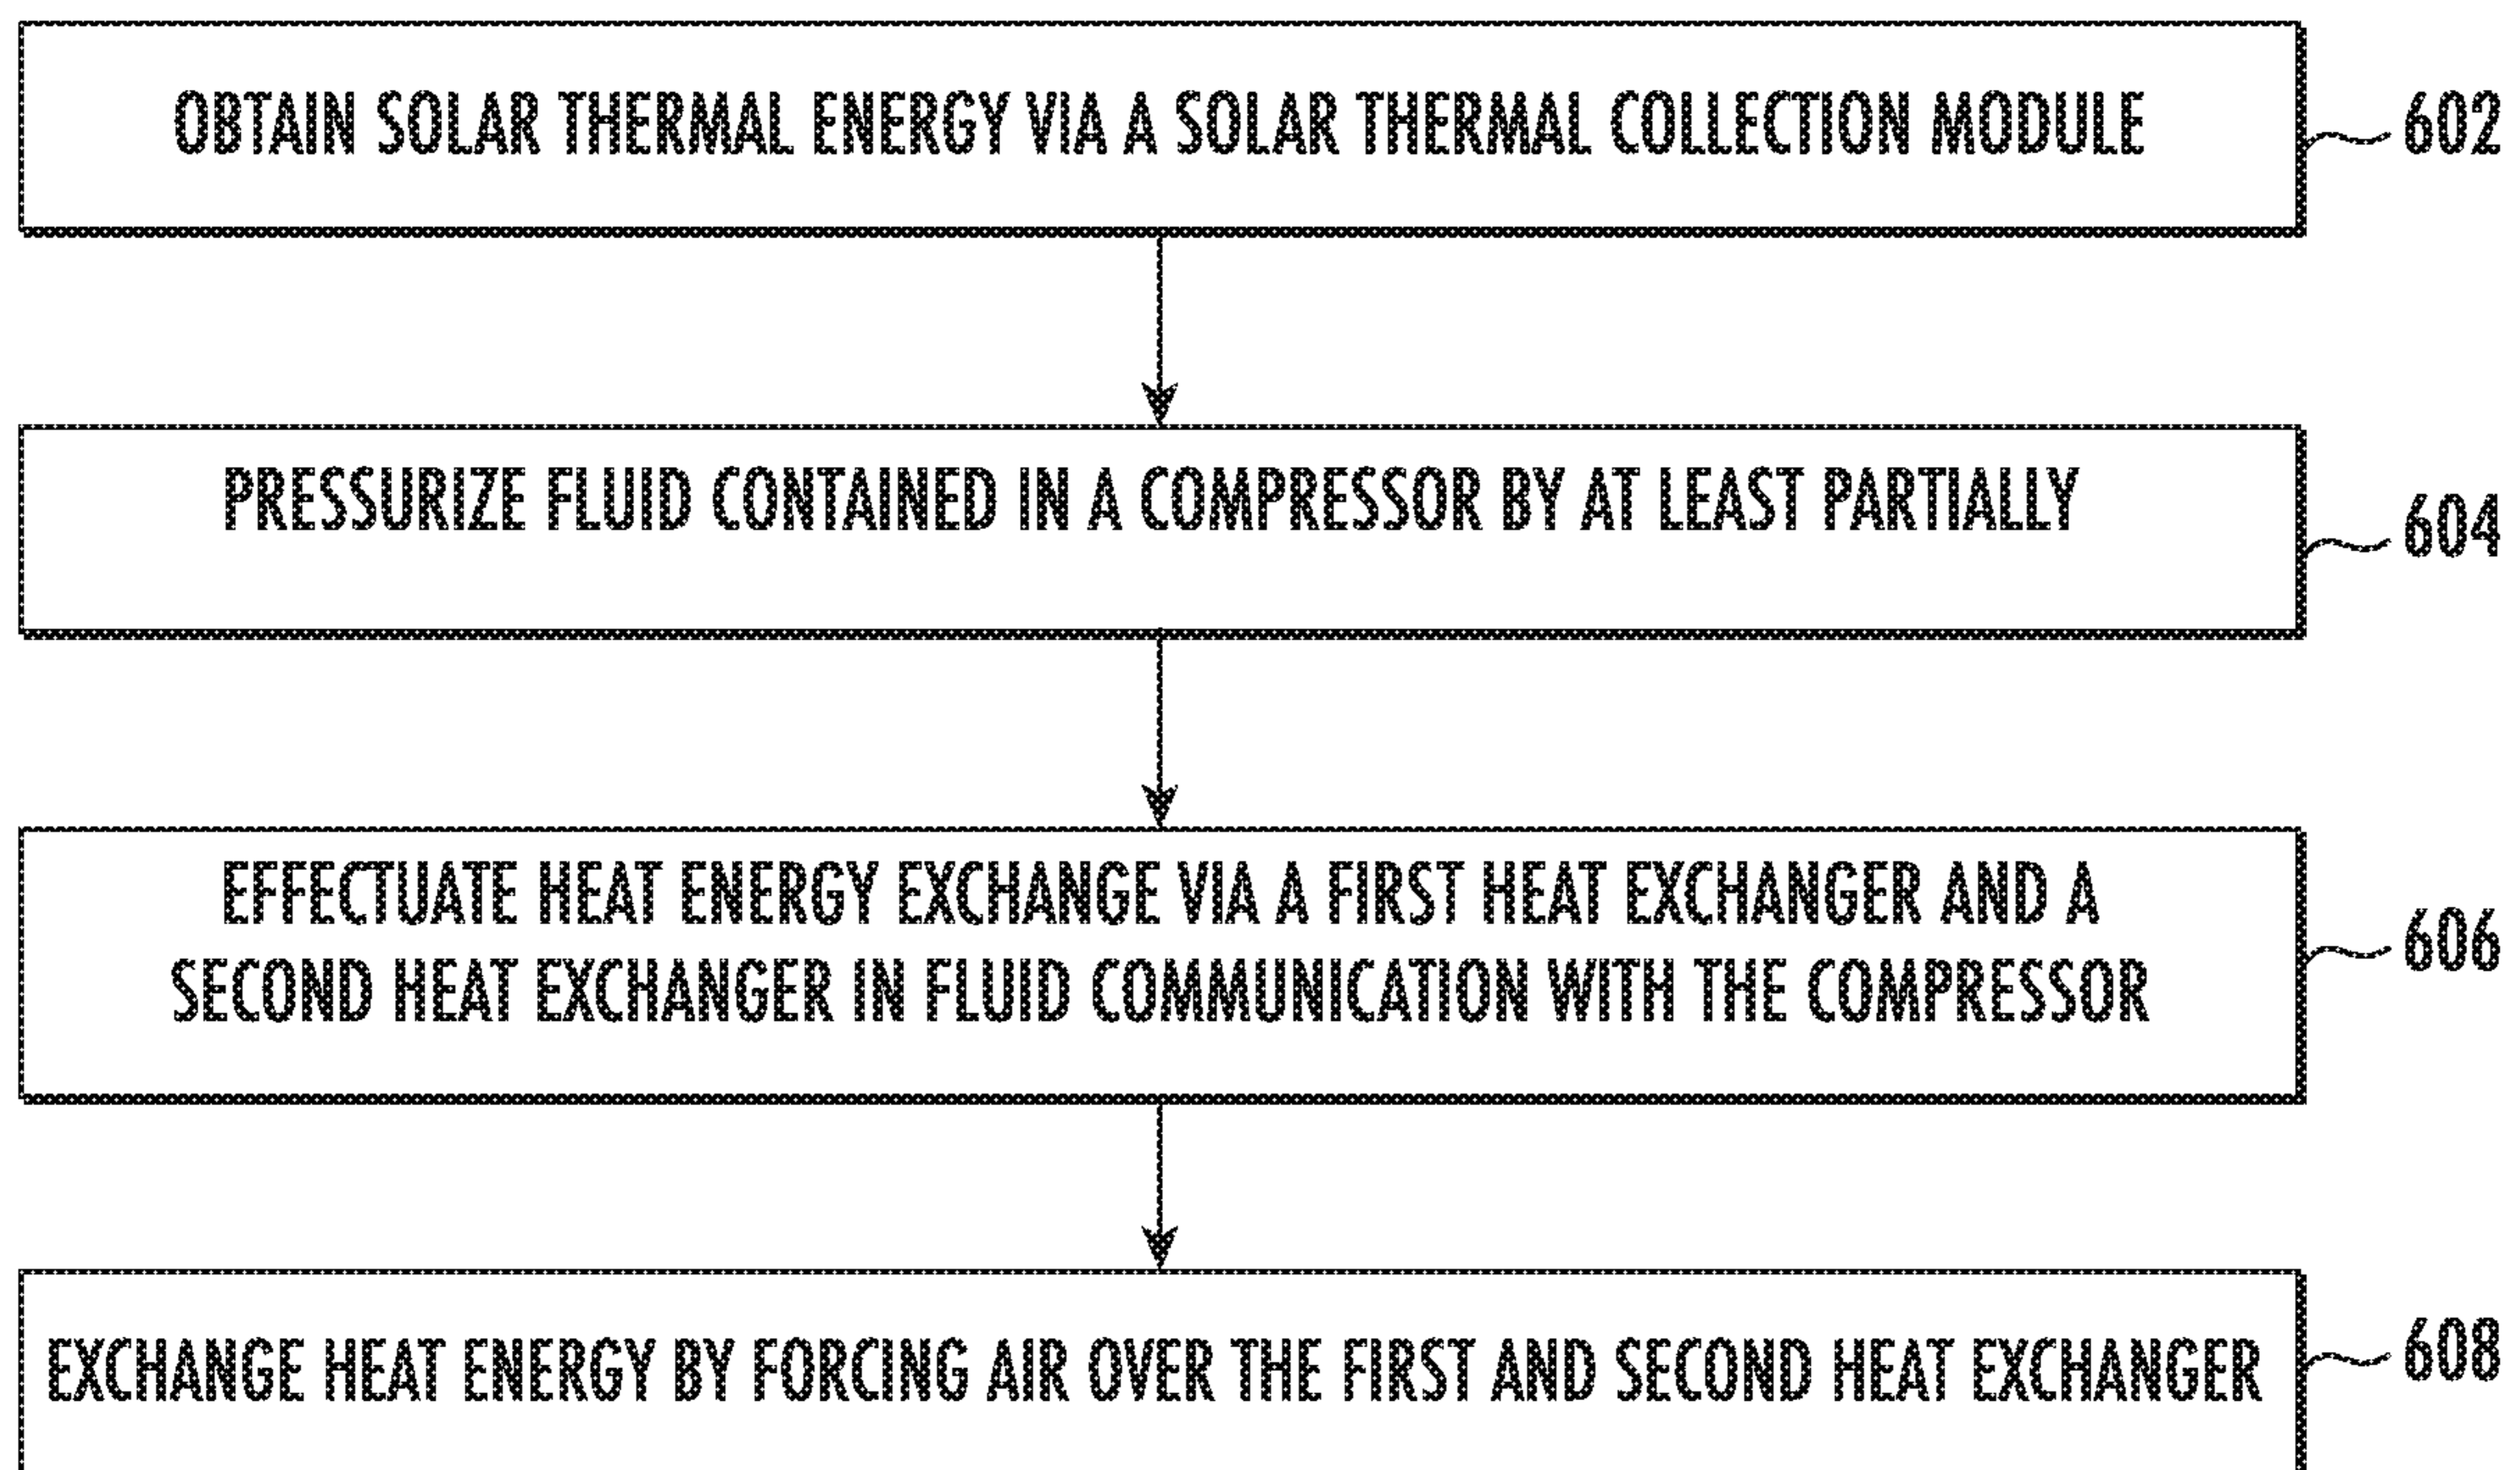 OBTAIN SOLAR THERMAL ENERGY VIA A SOLAR THERMAL COLLECTION MODULE
602
PRESSURIZE FLUID CONTAINED IN A COMPRESSOR BY AT LEAST PARTIALLY
604
EFFECTUATE HEAT ENERGY EXCHANGE VIA A FIRST HEAT EXCHANGER AND A
SECOND HEAT EXCHANGER IN FLUID COMMUNICATION WITH THE COMPRESSOR
606
EXCHANGE HEAT ENERGY BY FORCING AIR OVER THE FIRST AND SECOND HEAT EXCHANGER
608